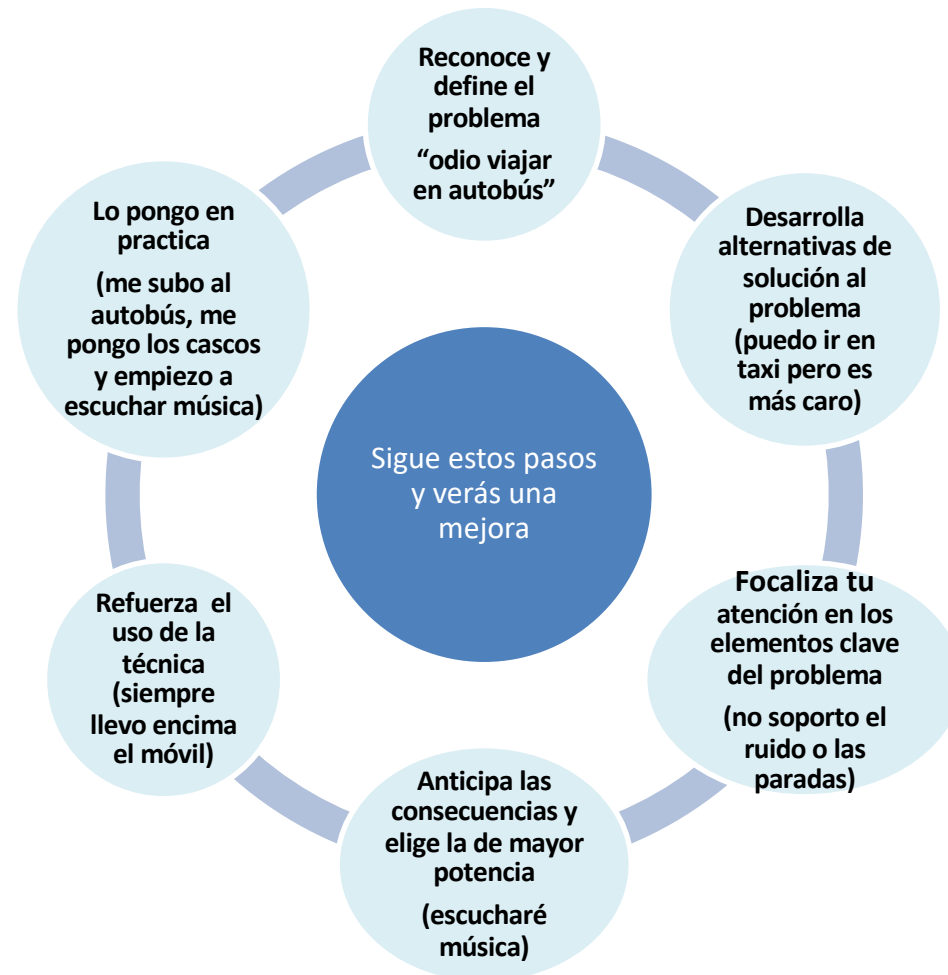 Reconoce y
define el
problema
“odio viajar
en autobús”
Desarrolla
alternativas de
solución al
problema
(puedo ir en
taxi pero es
más caro)
Focaliza tu
atención en los
elementos clave
del problema
(no soporto el
ruido o las
paradas)
Anticipa las
consecuencias y
elige la de mayor
potencia
(escucharé
música)
Refuerza  el
uso de la
técnica
(siempre
llevo encima
el móvil)
Lo pongo en
practica
(me subo al
autobús, me
pongo los cascos
y empiezo a
escuchar música)
Sigue estos pasos
y verás una
mejora